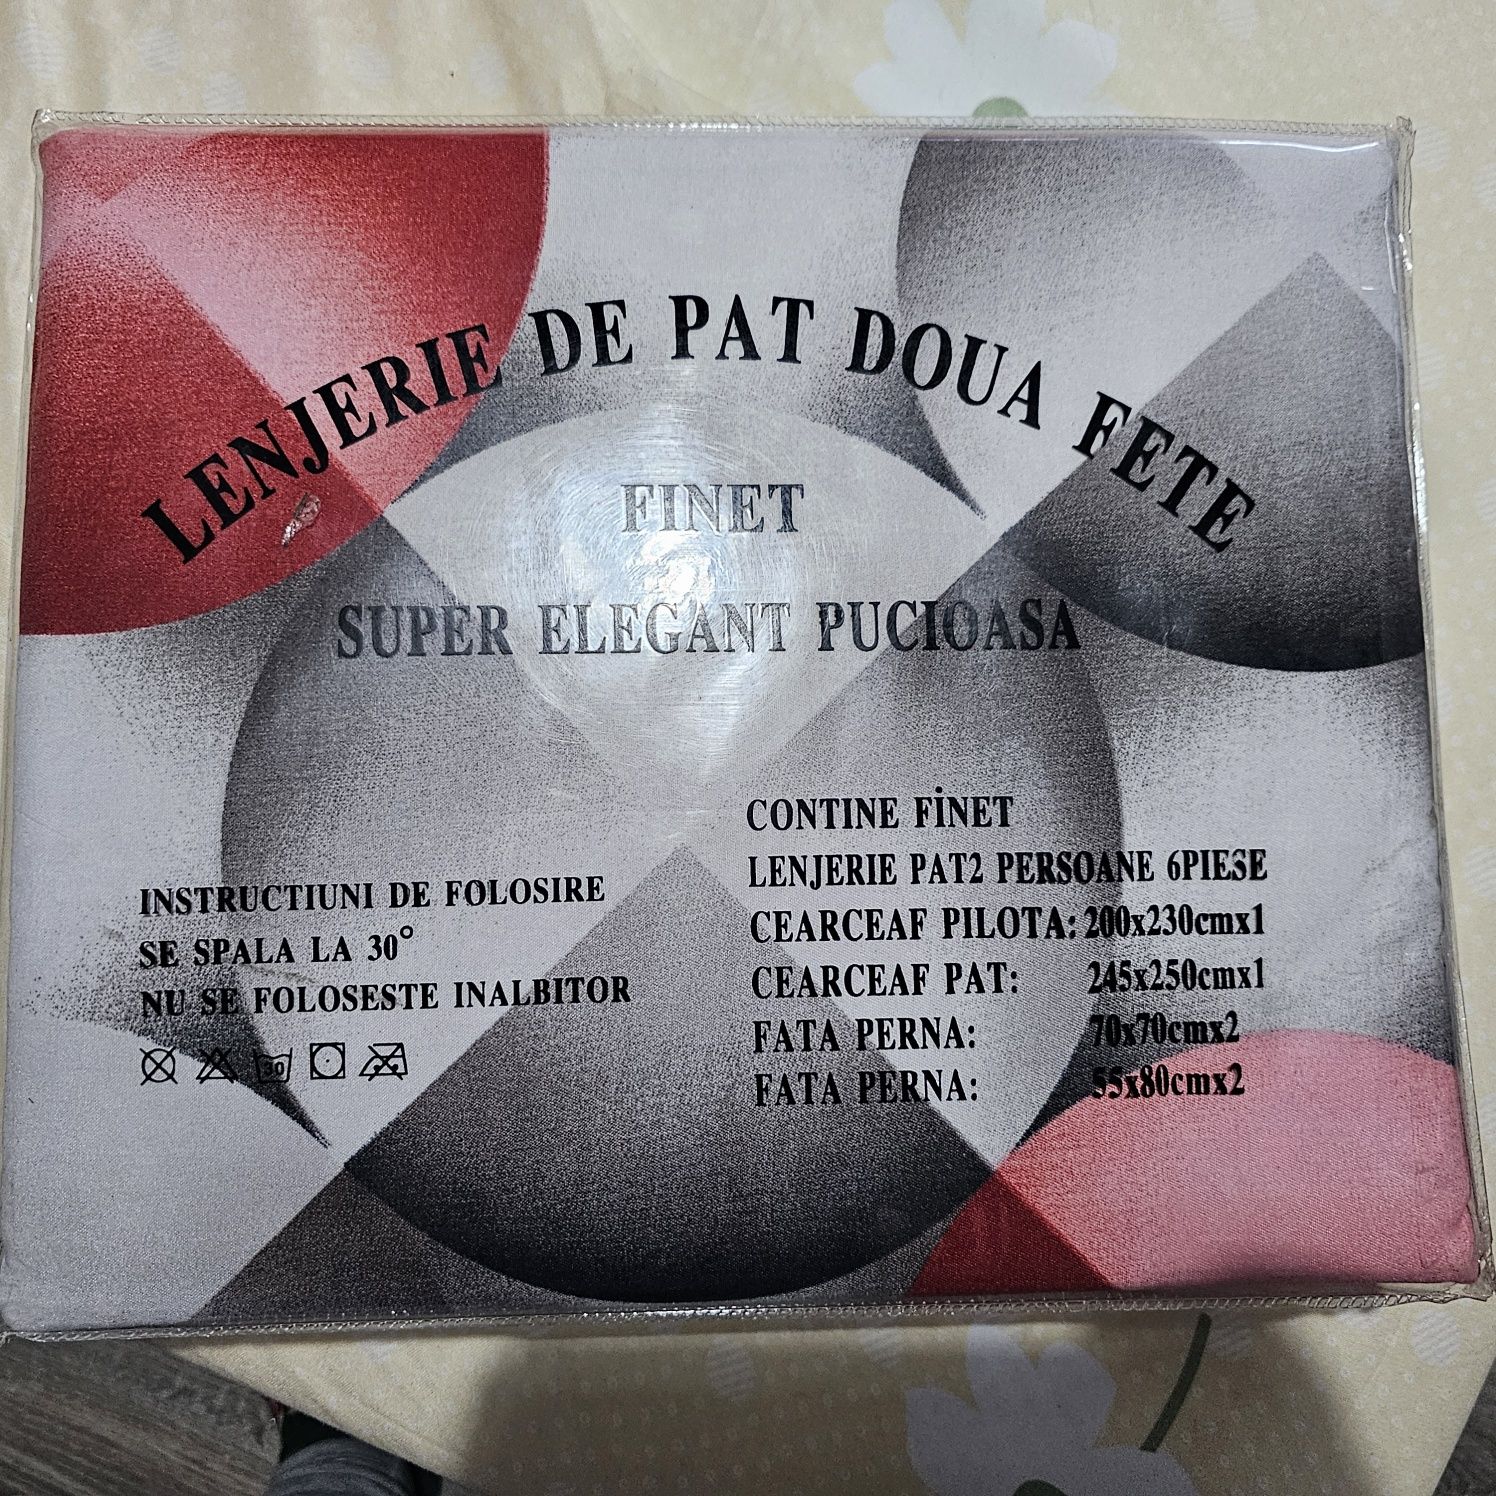 LENJERIE DE PAT DOUA FETE
FINET
SUPER ELEGANT PUCIOASA
INSTRUCTIUNI DE FOLOSIRE
SE SPALA LA 30°
NU SE FOLOSESTE INALBITOR
30
CONTINE FİNET
LENJERIE PAT2 PERSOANE 6PIESE
CEARCEAF PILOTA: 200x230cmx1
CEARCEAF PAT: 245x250cmx1
FATA PERNA: 70x70cmx2
FATA PERNA: 55x80cmx2